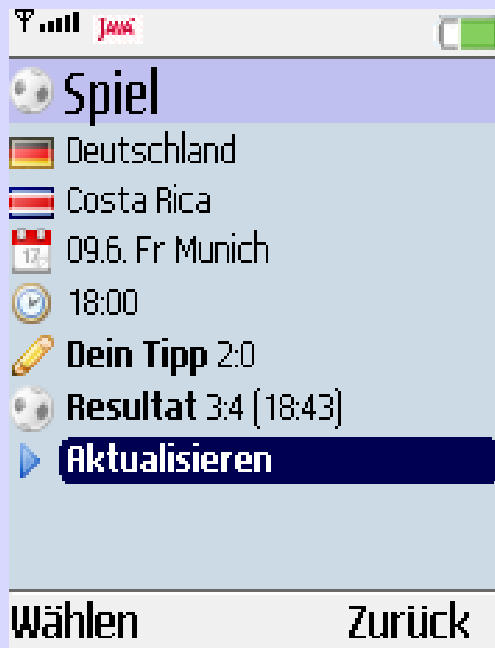 JAVA
Spiel
Deutschland
Costa Rica
09.6. Fr Munich
18:00
Dein Tipp 2:0
Resultat 3:4 (18:43)
Aktualisieren
Wählen Zurück